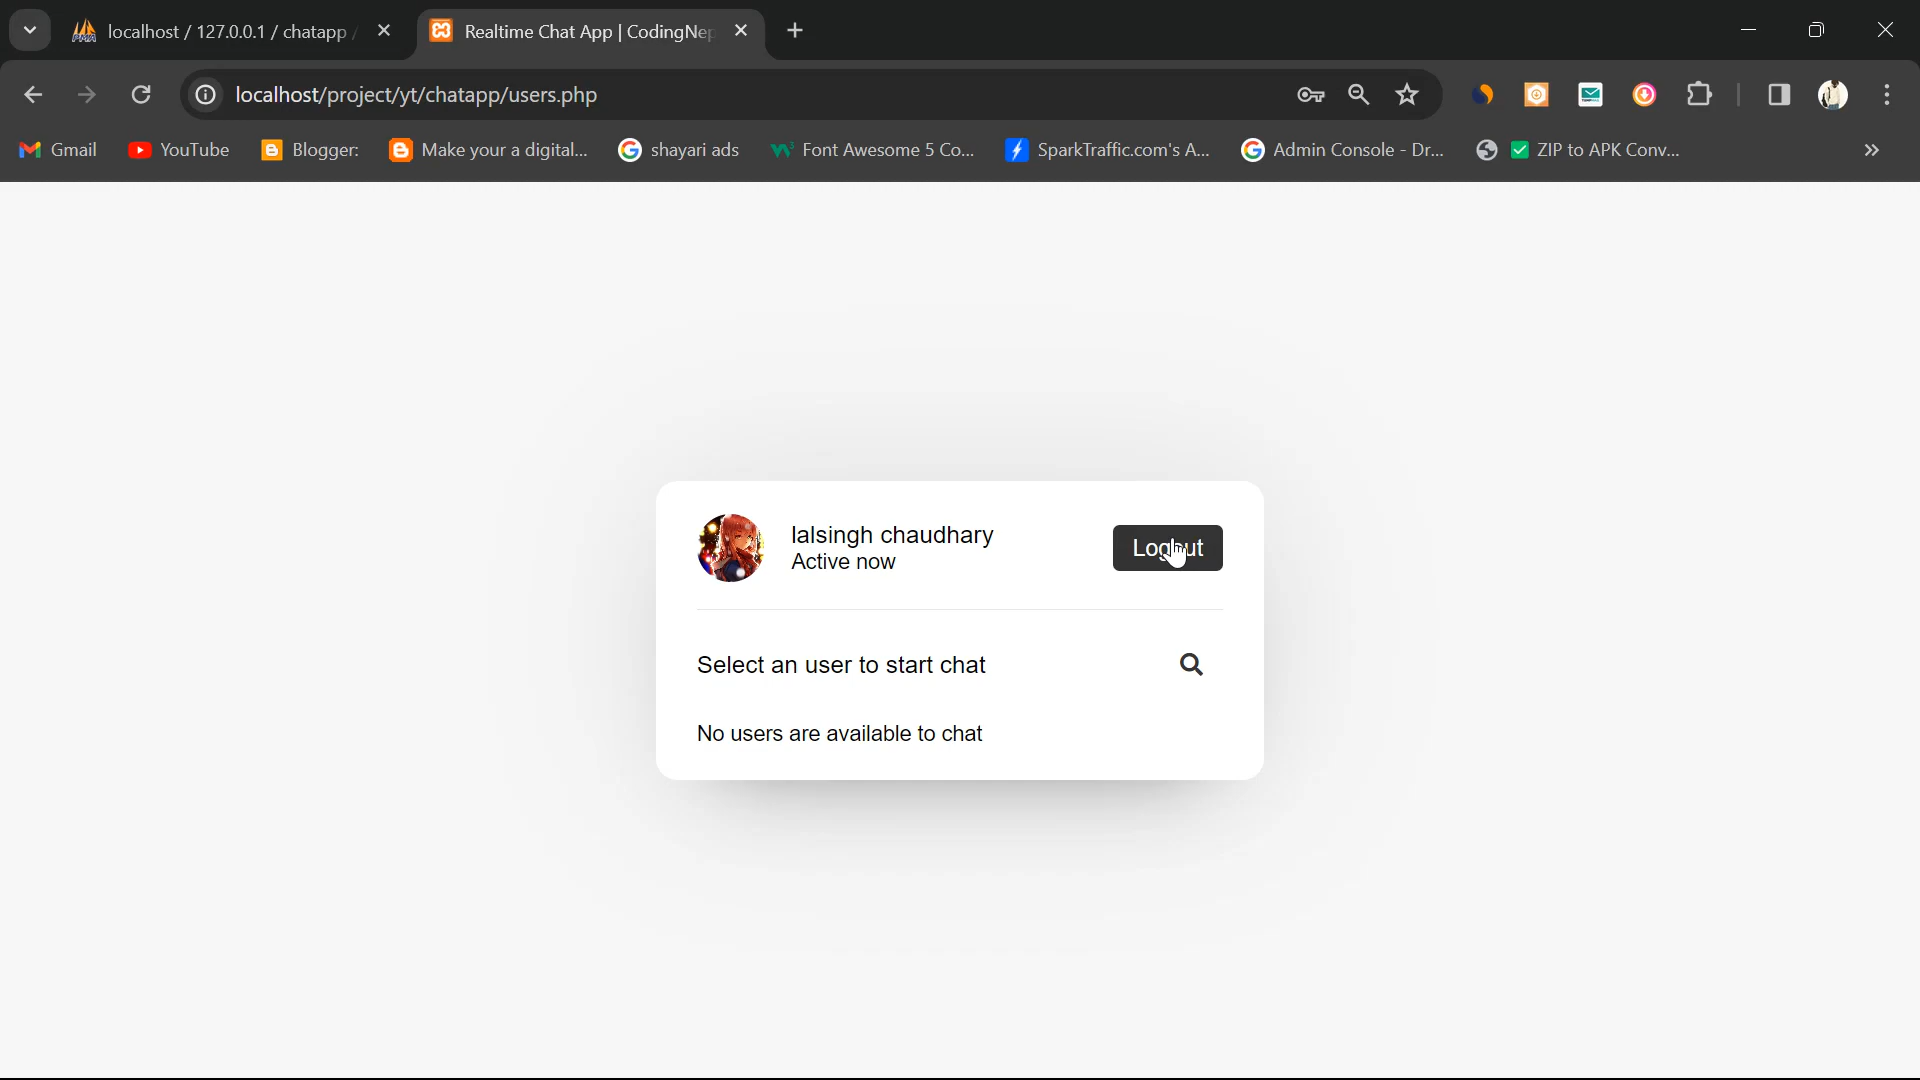 localhost / 127.0.0.1 / chatapp /
Realtime Chat App | CodingNep
localhost/project/yt/chatapp/users.php
Gmail
YouTube
Blogger:
Make your a digital...
shayari ads
Font Awesome 5 Co...
SparkTraffic.com's A...
Admin Console - Dr...
ZIP to APK Conv...
lalsingh chaudhary
Active now
Logout
Select an user to start chat
No users are available to chat